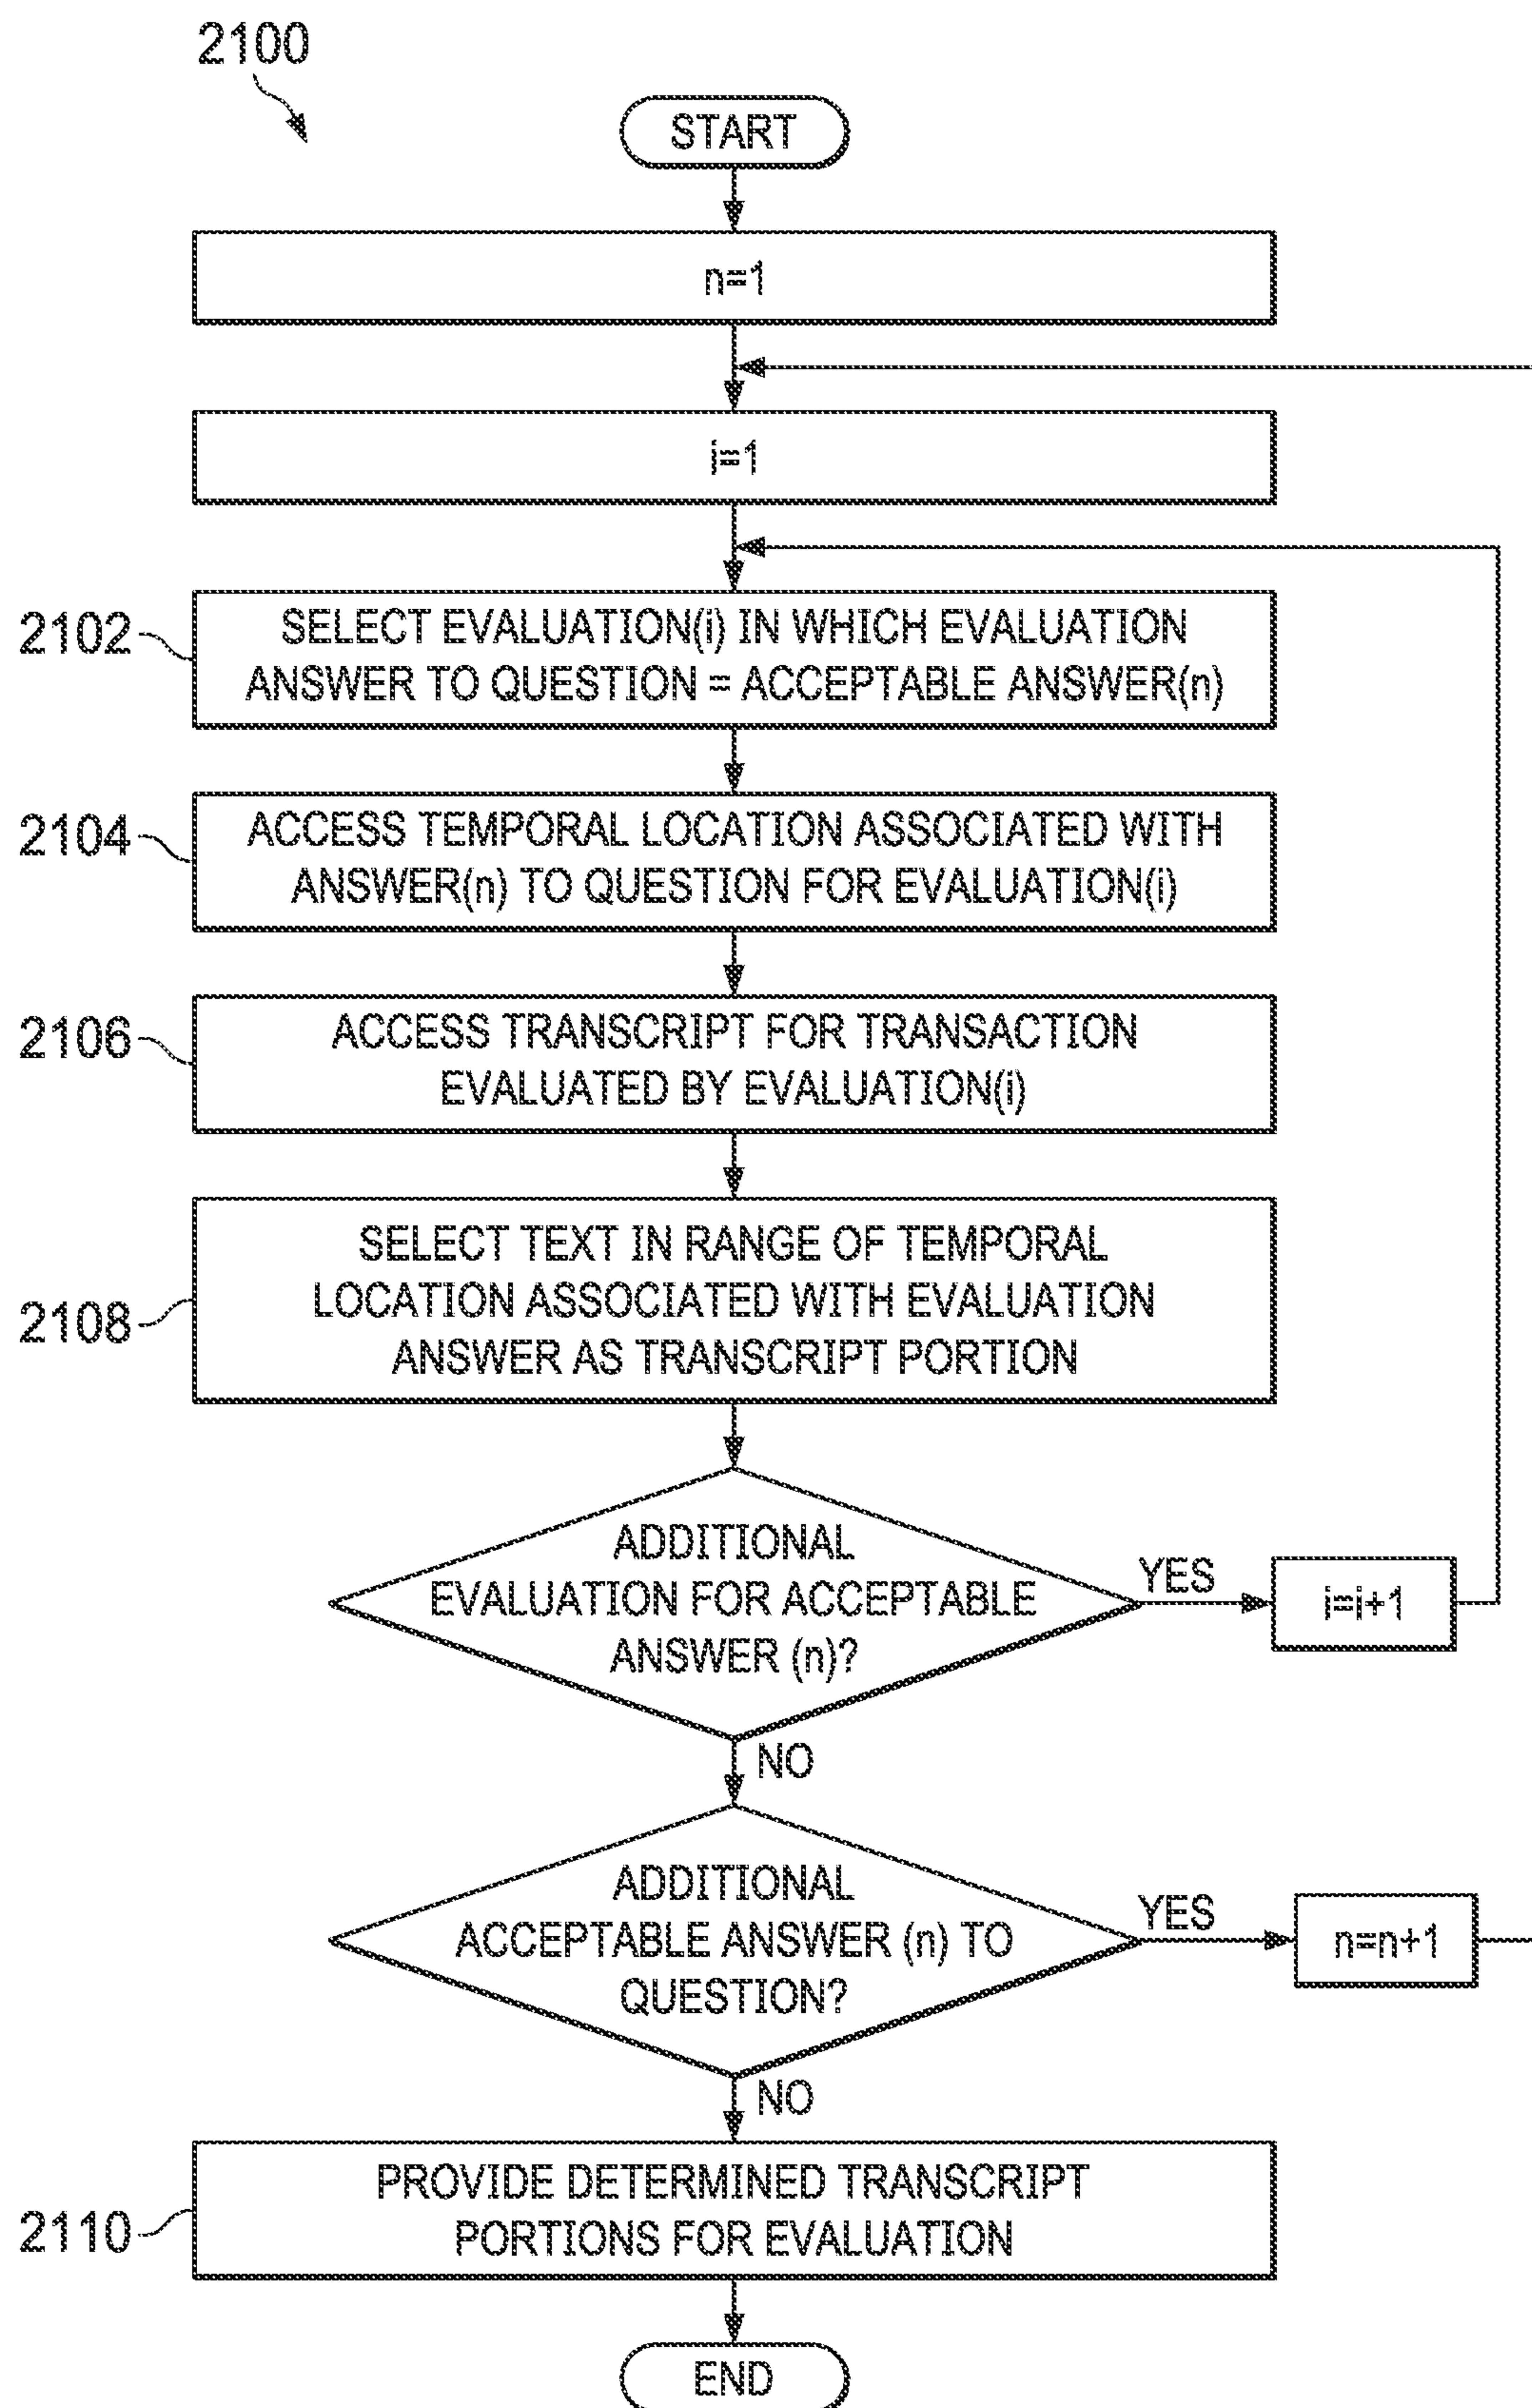 2100
START
n=1
i=1
2102
SELECT EVALUATION(i) IN WHICH EVALUATION
ANSWER TO QUESTION = ACCEPTABLE ANSWER(n)
2104
ACCESS TEMPORAL LOCATION ASSOCIATED WITH
ANSWER(n) TO QUESTION FOR EVALUATION(i)
2106
ACCESS TRANSCRIPT FOR TRANSACTION
EVALUATED BY EVALUATION(i)
2108
SELECT TEXT IN RANGE OF TEMPORAL
LOCATION ASSOCIATED WITH EVALUATION
ANSWER AS TRANSCRIPT PORTION
ADDITIONAL
EVALUATION FOR ACCEPTABLE
ANSWER (n)?
YES
i=i+1
NO
ADDITIONAL
ACCEPTABLE ANSWER (n) TO
QUESTION?
YES
n=n+1
NO
2110
PROVIDE DETERMINED TRANSCRIPT
PORTIONS FOR EVALUATION
END